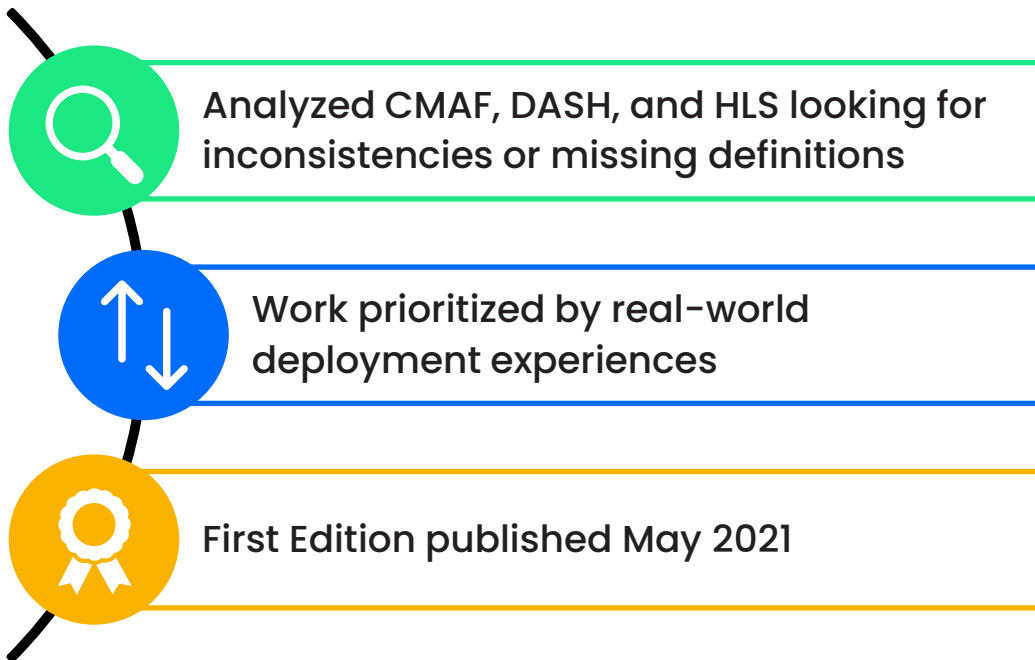 Analyzed CMAF, DASH, and HLS looking for
inconsistencies or missing definitions
Work prioritized by real-world
deployment experiences
First Edition published May 2021